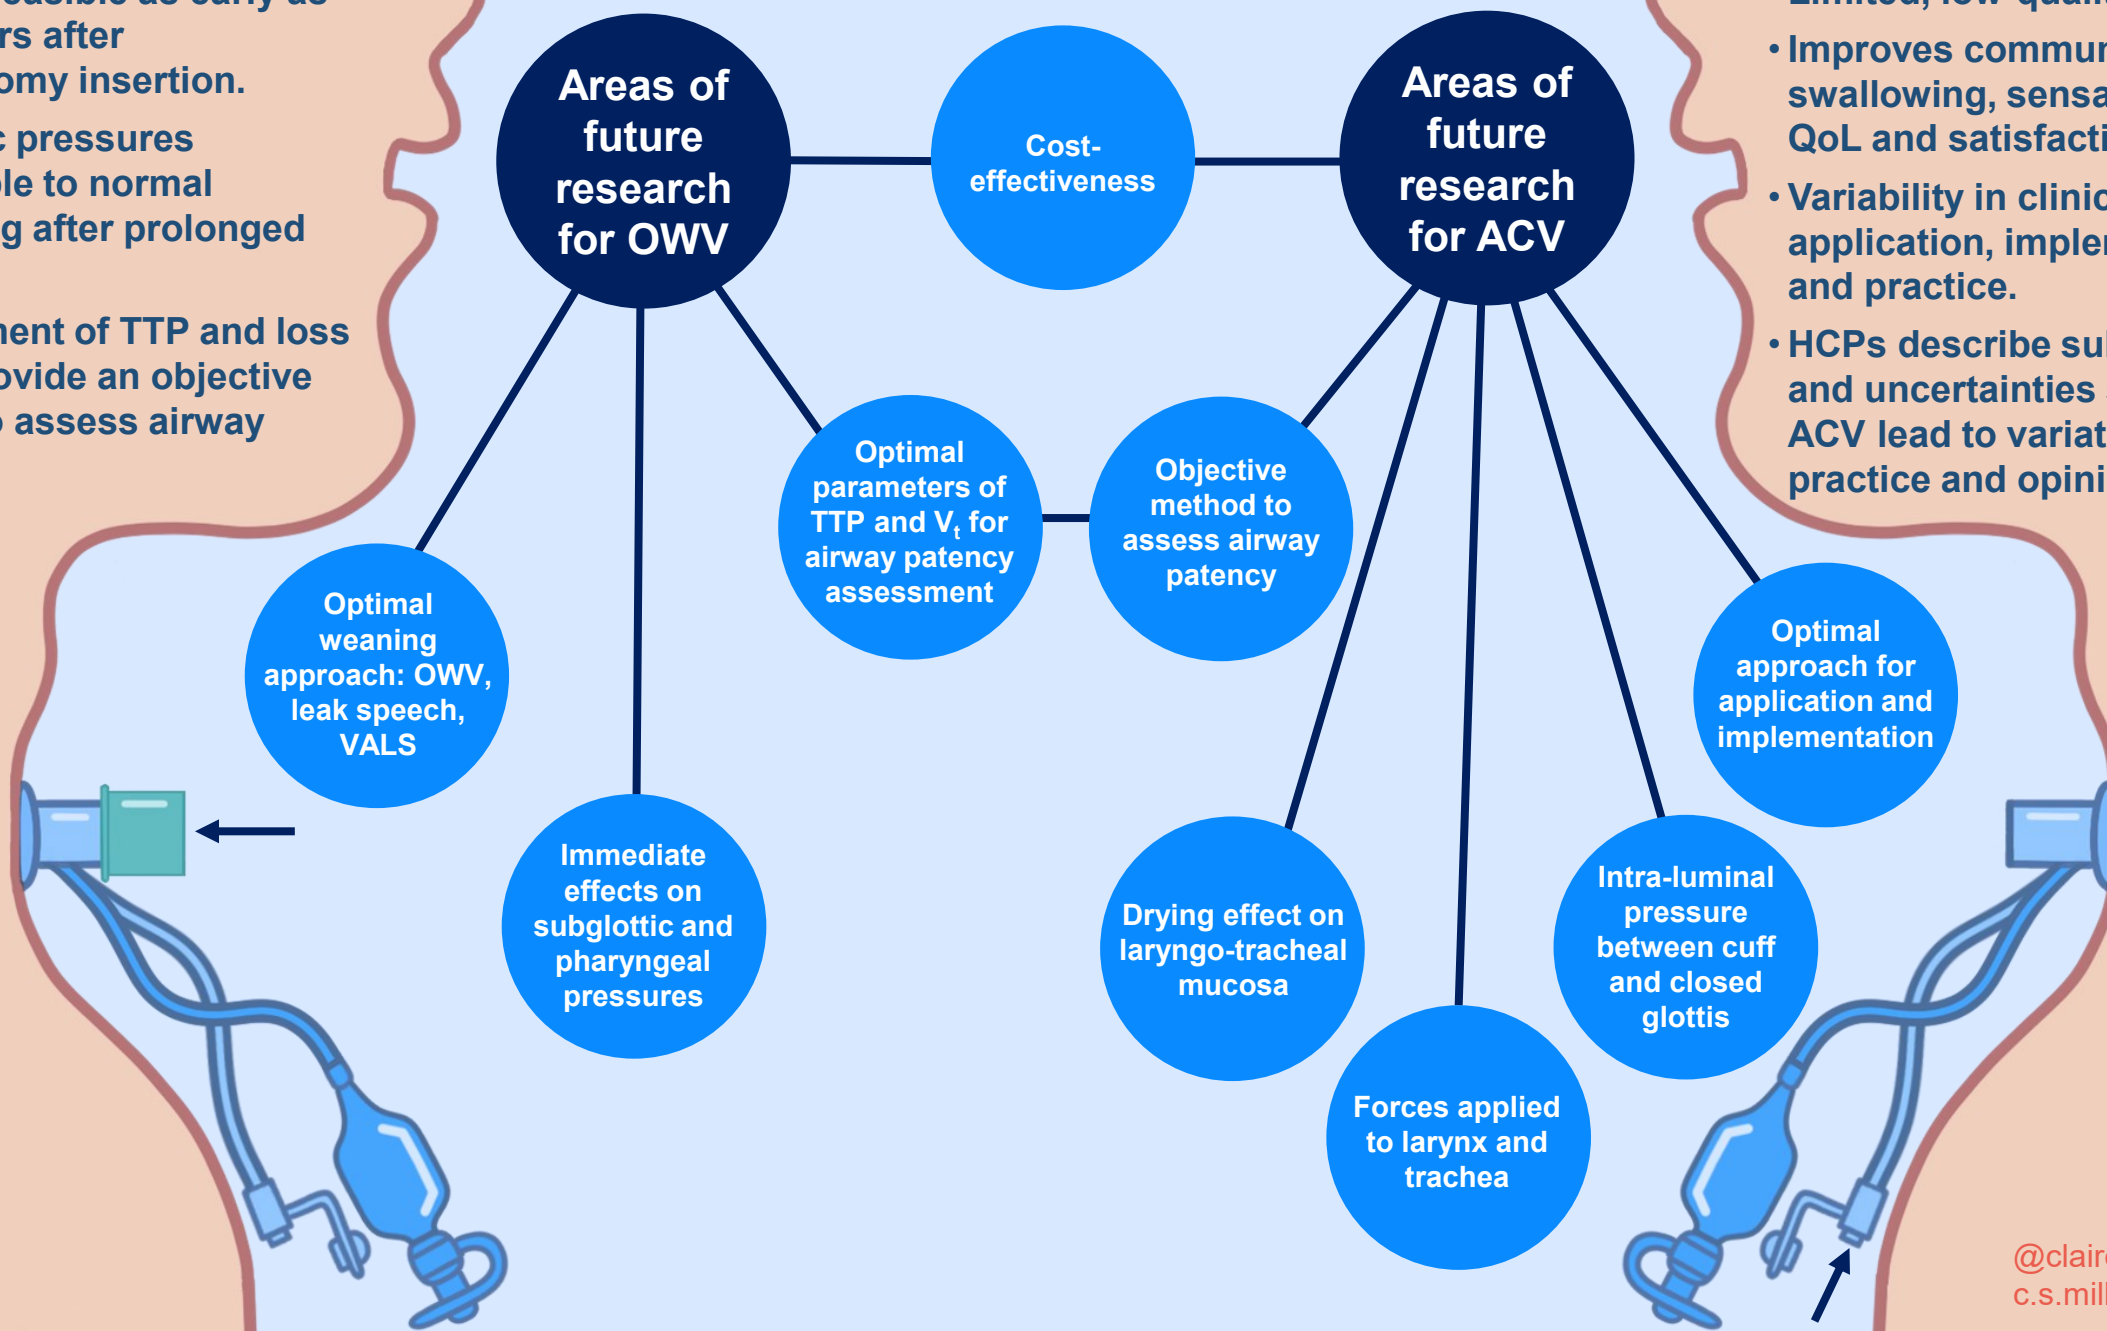 rs after
omy insertion.
pressures
to normal
g after prolonged
ment of TTP and loss
ovide an objective
assess airway
Areas of
future
research
for OWV
Cost-
effectiveness
Areas of
future
research
for ACV
Optimal
weaning
approach: OWV,
leak speech,
VALS
Immediate
effects on
subglottic and
pharyngeal
pressures
Optimal
parameters of
TTP and Vt for
airway patency
assessment
Objective
method to
assess airway
patency
Drying effect on
laryngo-tracheal
mucosa
Forces applied
to larynx and
trachea
Intra-luminal
pressure
between cuff
and closed
glottis
Optimal
approach for
application and
implementation
• Improves commun
swallowing, sensa
QoL and satisfacti
• Variability in clinic
application, imple
and practice.
• HCPs describe su
and uncertainties
ACV lead to variat
practice and opini
@clair
c.s.mill